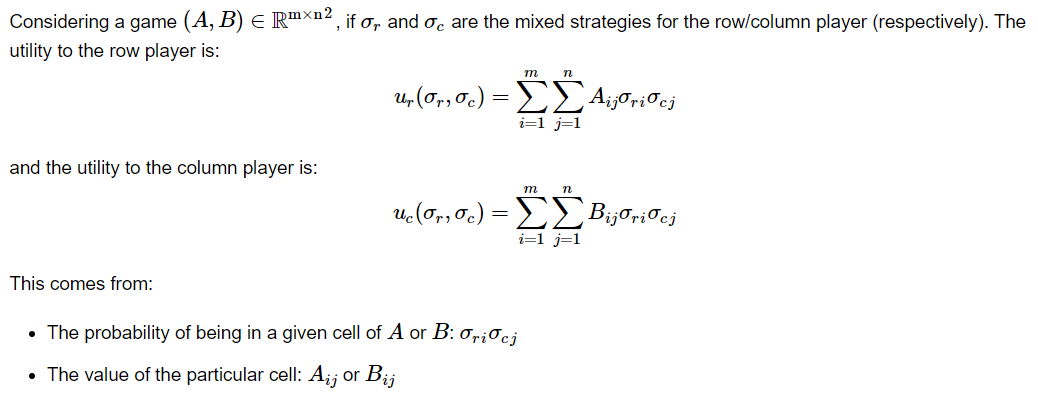 Considering a game (A, B) ∈ ℝ^{m×n^2}, if σ_r and σ_c are the mixed strategies for the row/column player (respectively). The
utility to the row player is:
u_r(σ_r, σ_c) = ∑_{i=1}^{m} ∑_{j=1}^{n} A_{ij}σ_{ri}σ_{cj}
and the utility to the column player is:
u_c(σ_r, σ_c) = ∑_{i=1}^{m} ∑_{j=1}^{n} B_{ij}σ_{ri}σ_{cj}
This comes from:
• The probability of being in a given cell of A or B: σ_{ri}σ_{cj}
• The value of the particular cell: A_{ij} or B_{ij}